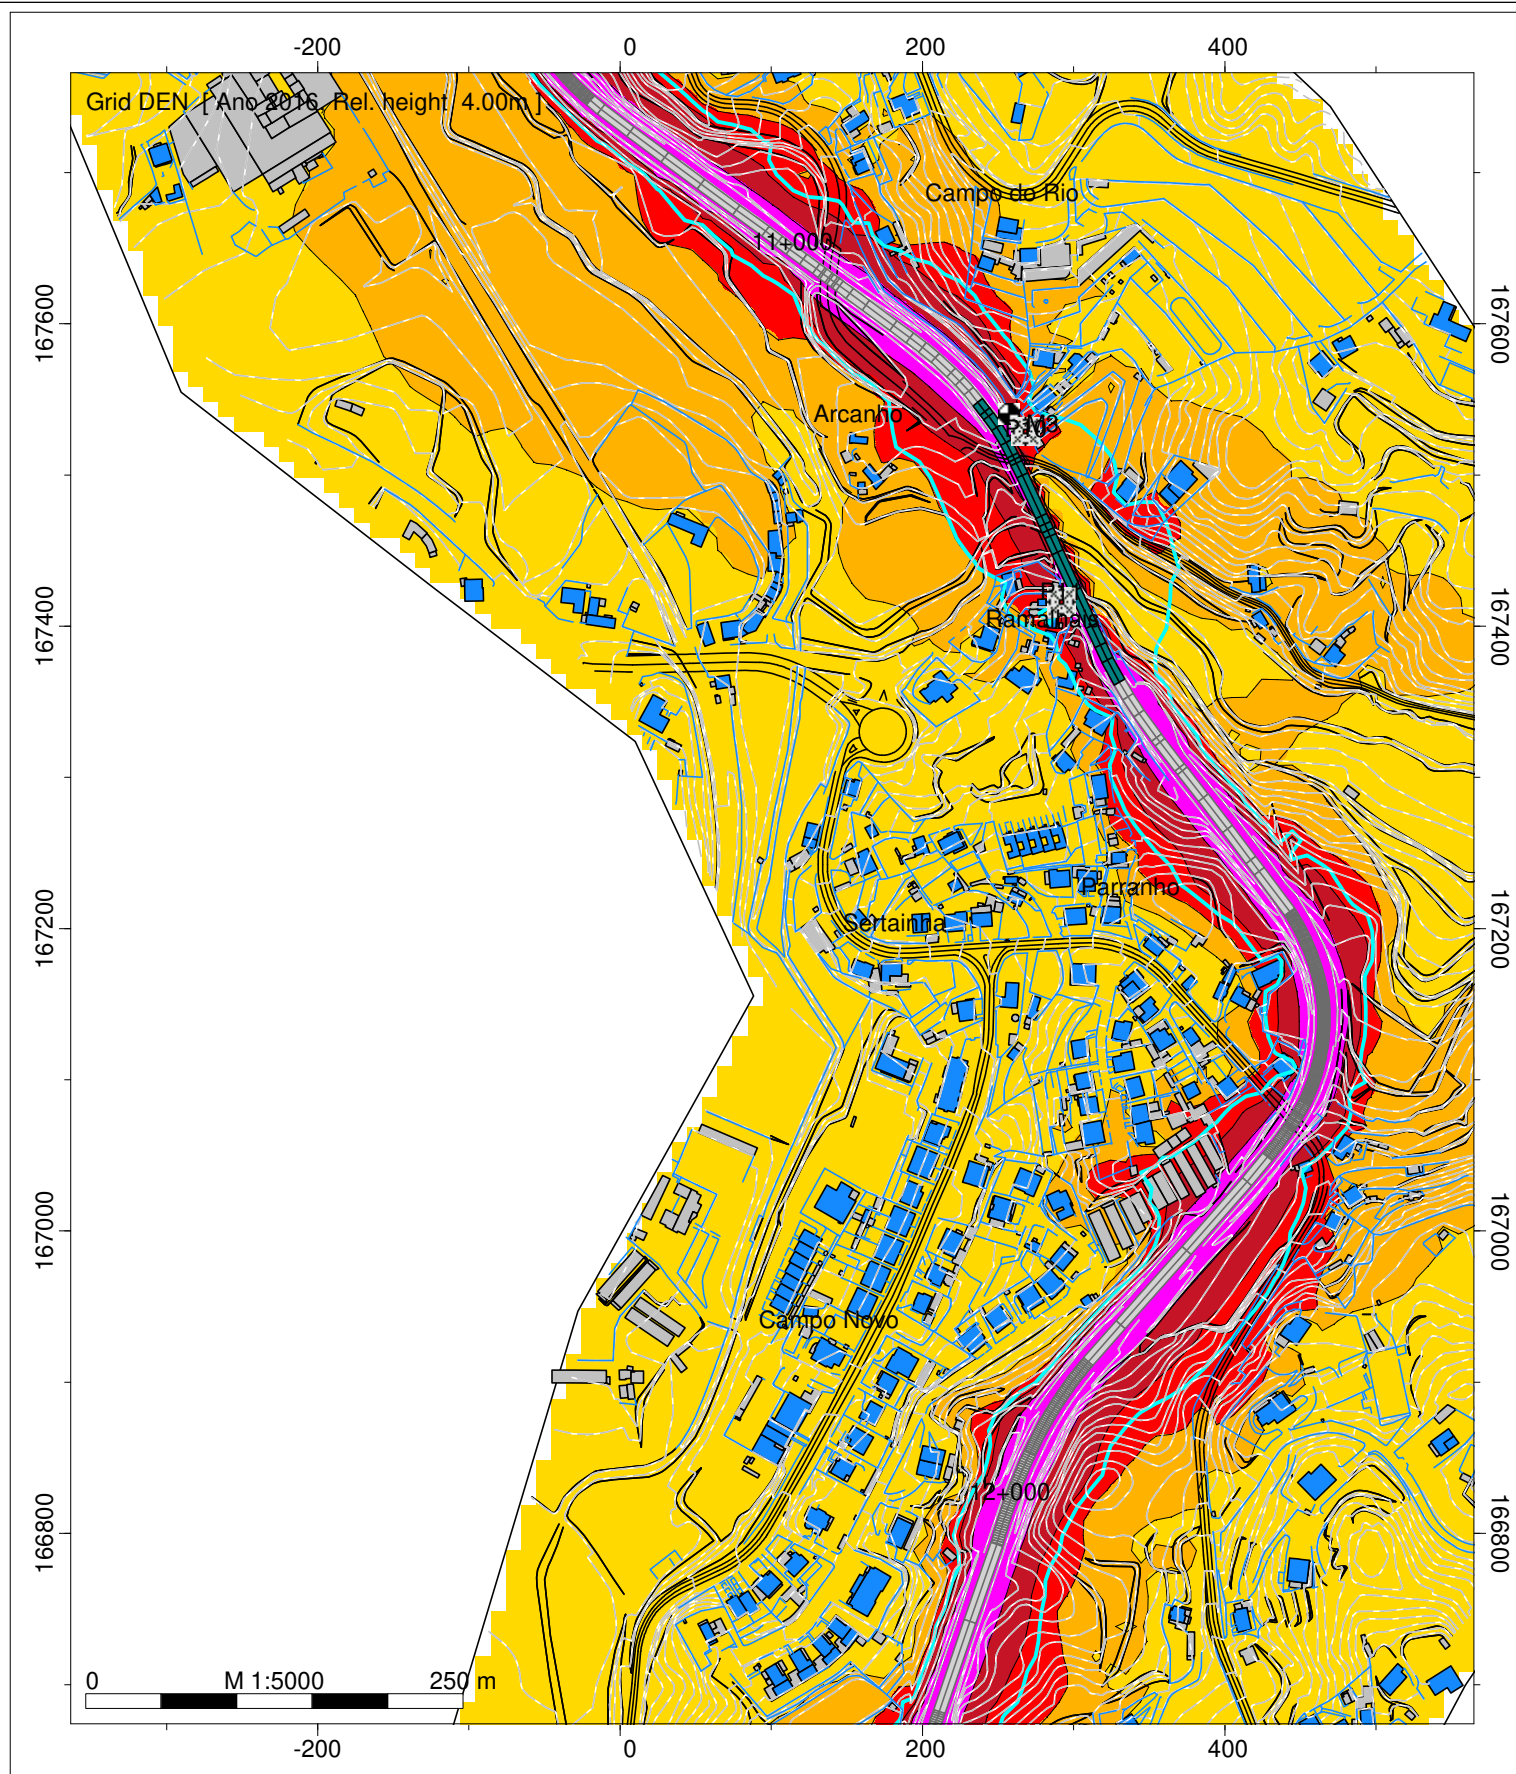 -200 0 200 400
Grid DEN [ Ano 2016, Rel. height 4.00m ]
Campo do Rio
11+000
167600 167600
Arcanho
167400 167400
Ramalhais
Parranho
167200 167200
Sertainha
167000 167000
Campo Novo
12+000
166800 166800
0 M 1:5000 250 m
-200 0 200 400